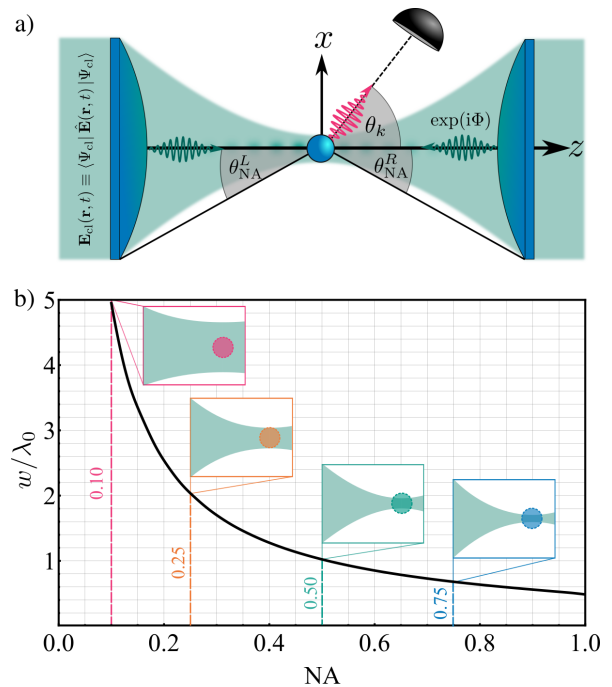 a)
x
θ_k
exp(iΦ)
z
θ^L_NA
θ^R_NA
E_cl(r, t) ≡ ⟨Ψ_cl| Ê(r, t) |Ψ_cl⟩
b)
5
4
3
2
1
w/λ_0
0.10
0.25
0.50
0.75
0.0
0.2
0.4
0.6
0.8
1.0
NA